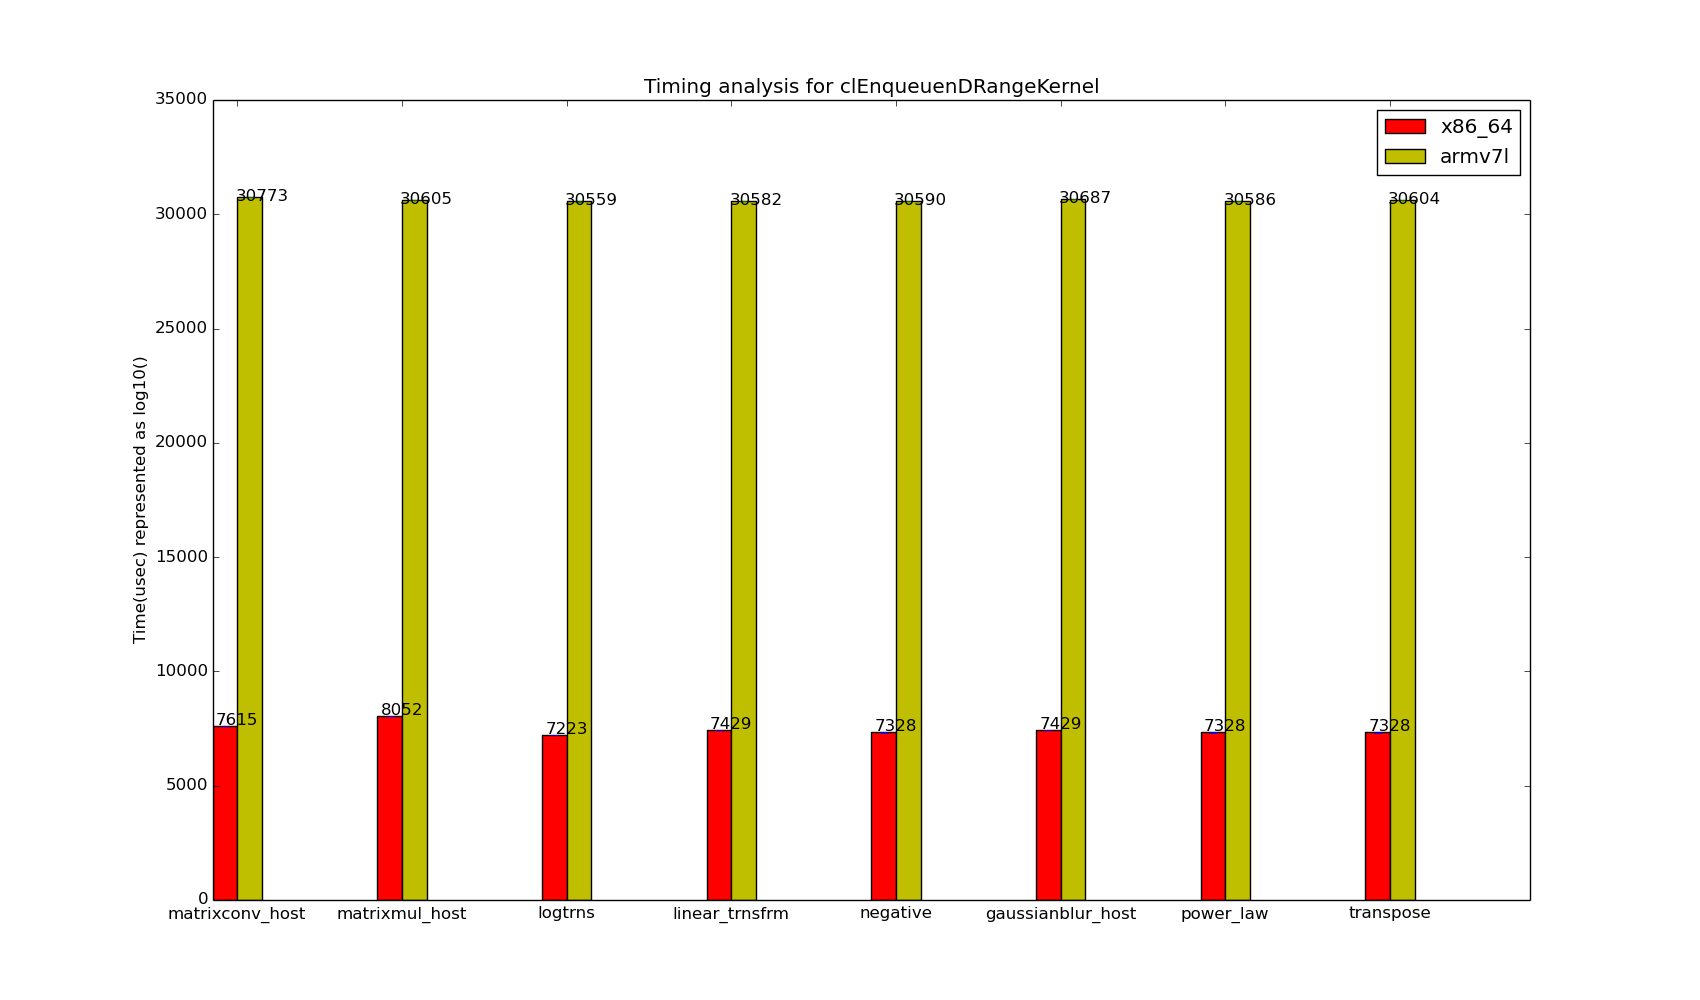 Timing analysis for clEnqueuenDRangeKernel
x86_64
armv7l
Time(usec) represented as log10()
35000
30000
25000
20000
15000
10000
5000
0
30773
30605
30559
30582
30590
30687
30586
30604
7615
8052
7223
7429
7328
7429
7328
7328
matrixconv_host
matrixmul_host
logtrns
linear_trnsfrm
negative
gaussianblur_host
power_law
transpose